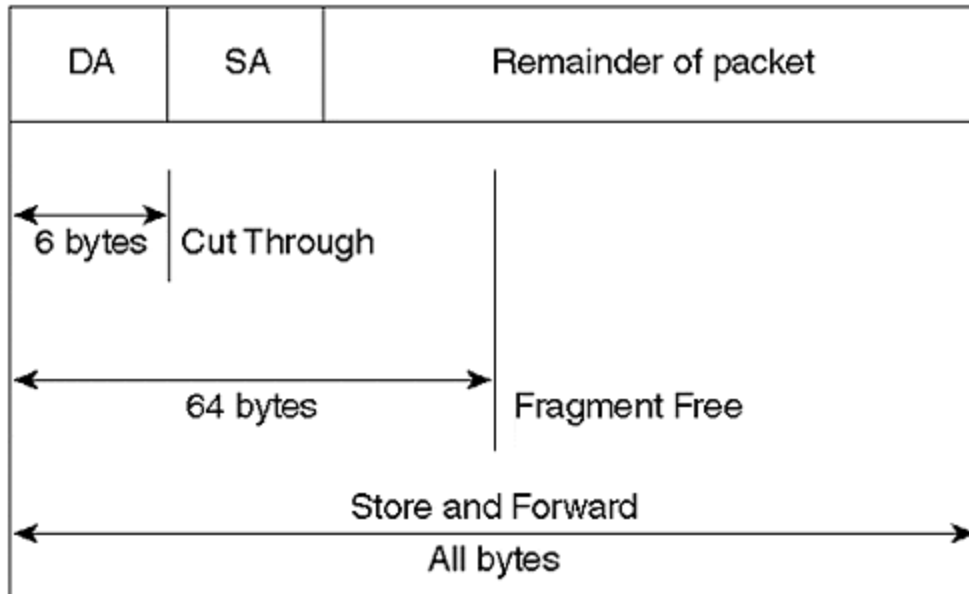 DA SA Remainder of packet
6 bytes Cut Through
64 bytes
Fragment Free
Store and Forward
All bytes